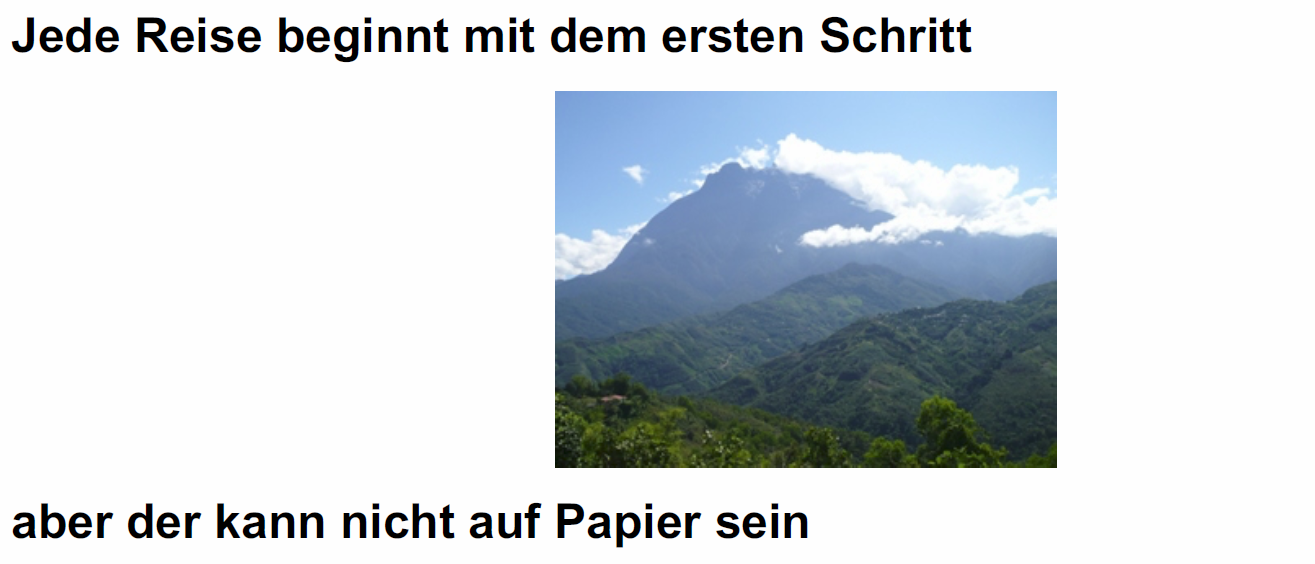 Jede Reise beginnt mit dem ersten Schritt
aber der kann nicht auf Papier sein